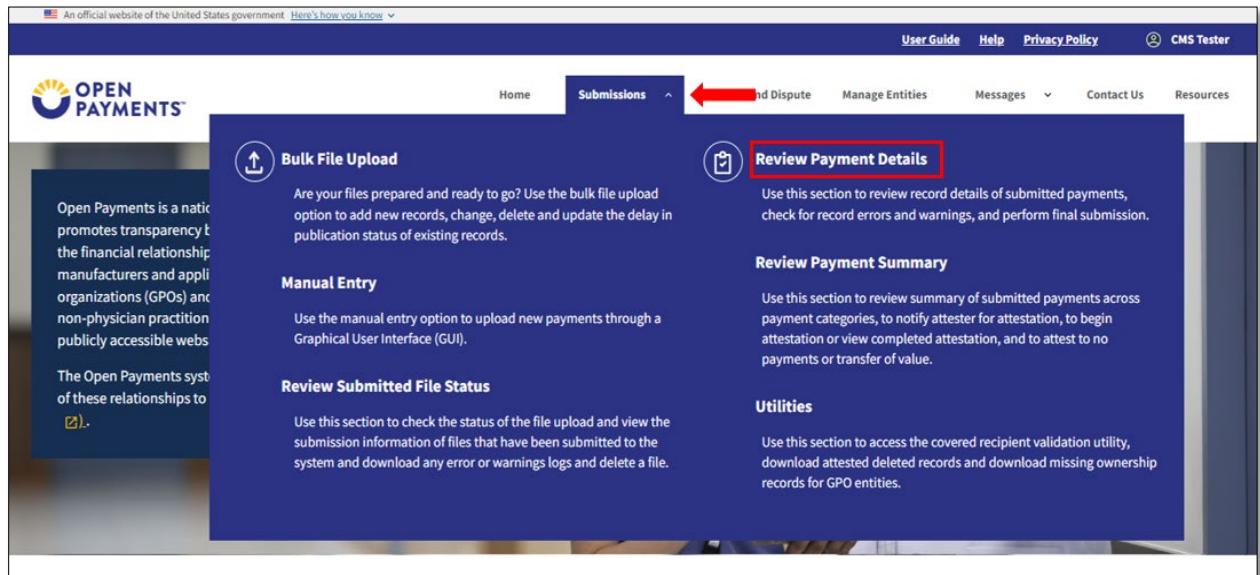 An official website of the United States government Here's how you know
User Guide Help Privacy Policy CMS Tester
OPEN
PAYMENTS
Home Submissions nd Dispute Manage Entities Messages Contact Us Resources
Bulk File Upload
Are your files prepared and ready to go? Use the bulk file upload
option to add new records, change, delete and update the delay in
publication status of existing records.
Manual Entry
Use the manual entry option to upload new payments through a
Graphical User Interface (GUI).
Review Submitted File Status
Use this section to check the status of the file upload and view the
submission information of files that have been submitted to the
system and download any error or warnings logs and delete a file.
Review Payment Details
Use this section to review record details of submitted payments,
check for record errors and warnings, and perform final submission.
Review Payment Summary
Use this section to review summary of submitted payments across
payment categories, to notify attester for attestation, to begin
attestation or view completed attestation, and to attest to no
payments or transfer of value.
Utilities
Use this section to access the covered recipient validation utility,
download attested deleted records and download missing ownership
records for GPO entities.
Open Payments is a natio
promotes transparency b
the financial relationship
manufacturers and appli
organizations (GPOs) and
non-physician practition
publicly accessible webs
The Open Payments syst
of these relationships to
).